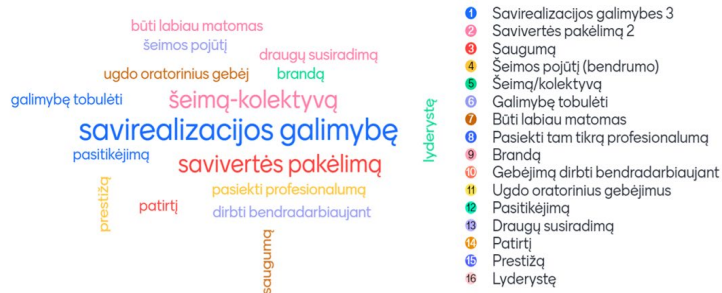 būti labiau matomas
šeimos pojūtį
draugų susiradimą
ugdo oratorinius gebėj
brandą
galimybę tobulėti
šeimą-kolektyvą
savirealizacijos galimybę
lyderystę
pasitikėjimą
savivertės pakėlimą
prestižą
pasiekti profesionalumą
patirtį
dirbti bendradarbiaujant
saugumą
1 Savirealizacijos galimybes 3
2 Savivertės pakėlimą 2
3 Saugumą
4 Šeimos pojūtį (bendrumo)
5 Šeimą/kolektyvą
6 Galimybę tobulėti
7 Būti labiau matomas
8 Pasiekti tam tikrą profesionalumą
9 Brandą
10 Gebėjimą dirbti bendradarbiaujant
11 Ugdo oratorinius gebėjimus
12 Pasitikėjimą
13 Draugų susiradimą
14 Patirtį
15 Prestižą
16 Lyderystę